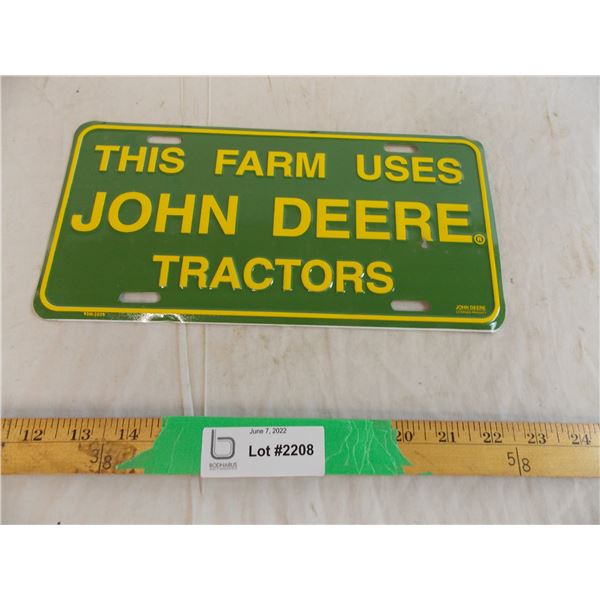 THIS FARM USES
JOHN DEERE®
TRACTORS
JOHN DEERE
LICENSED PRODUCT
12 13 14 20 21 22 23 24
3/8 5/8
June 7, 2022
Lot #2208
b
BODNARUS